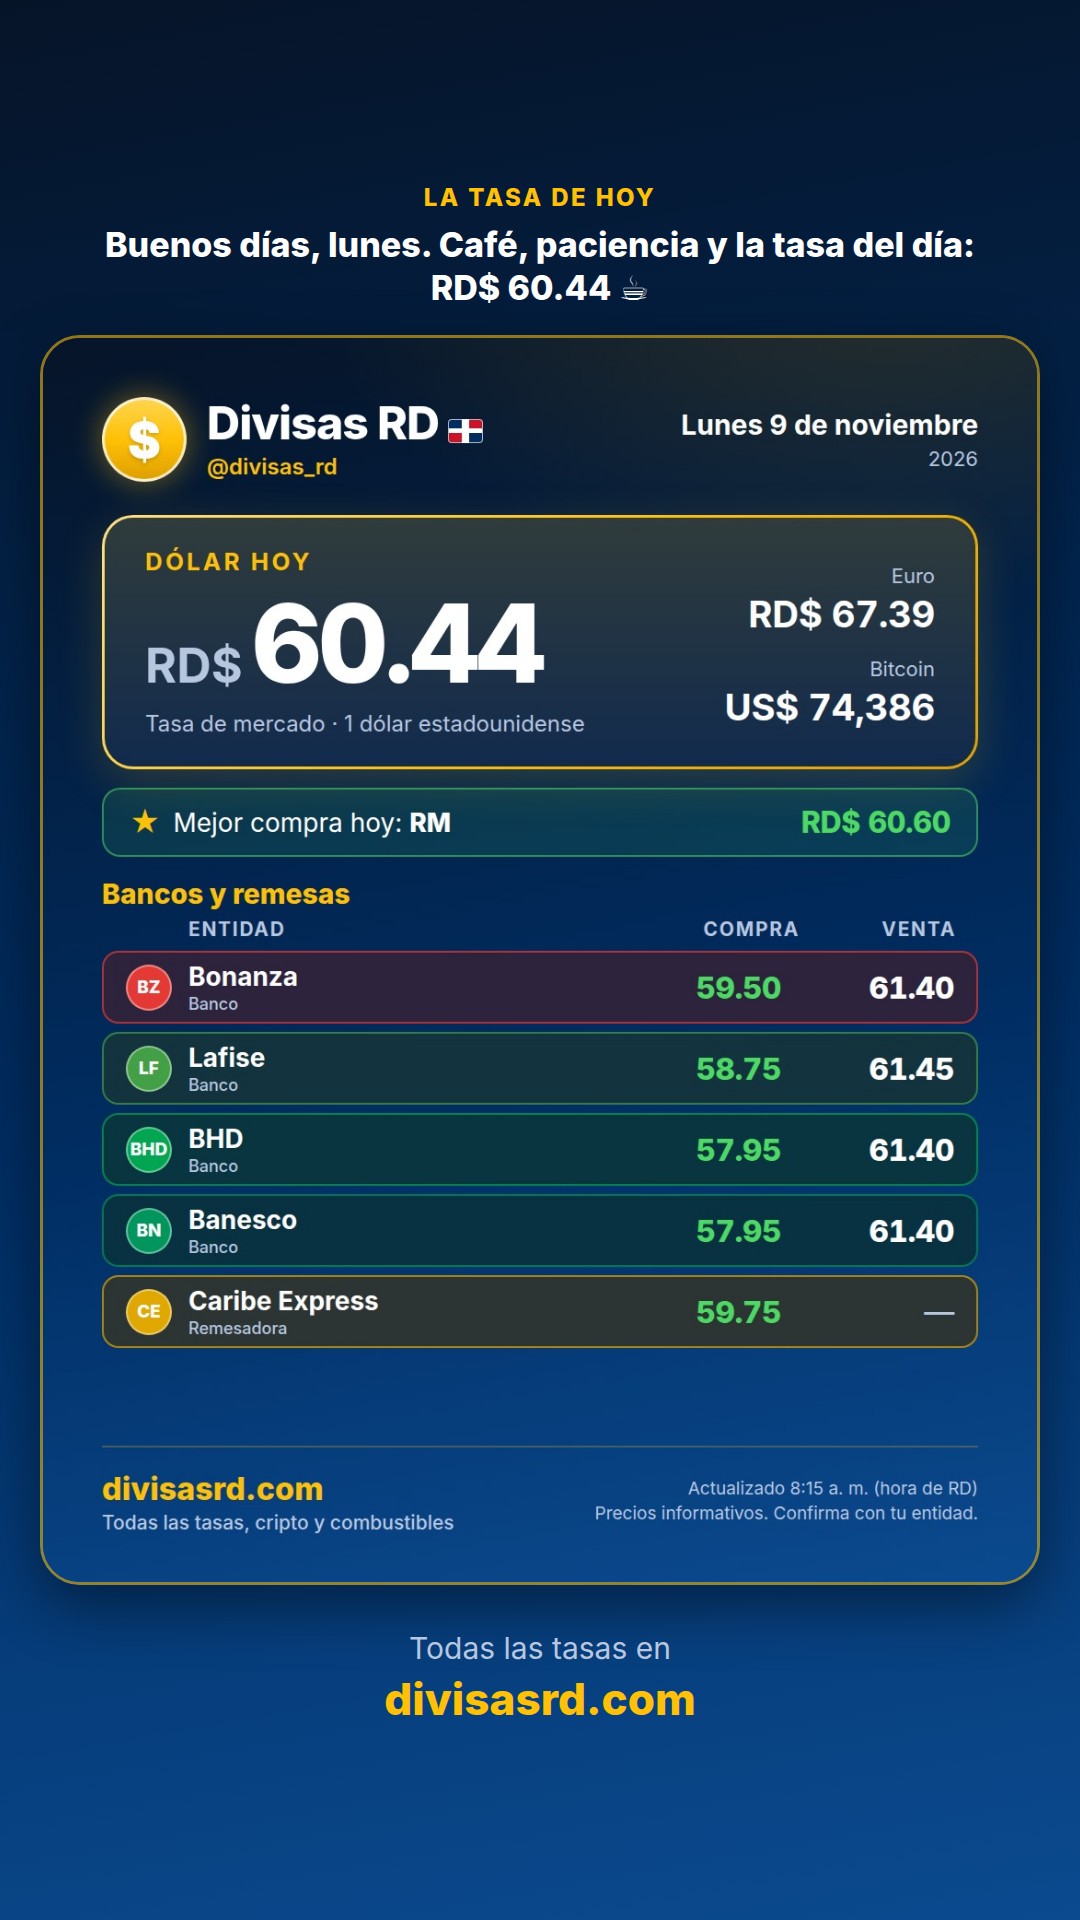 LA TASA DE HOY
Buenos días, lunes. Café, paciencia y la tasa del día:
RD$ 60.44 ☕
$
Divisas RD 🇩🇴
@divisas_rd
Lunes 9 de noviembre
2026
DÓLAR HOY
RD$ 60.44
Tasa de mercado · 1 dólar estadounidense
Euro
RD$ 67.39
Bitcoin
US$ 74,386
★ Mejor compra hoy: RM RD$ 60.60
Bancos y remesas
ENTIDAD COMPRA VENTA
BZ Bonanza 59.50 61.40
Banco
LF Lafise 58.75 61.45
Banco
BHD BHD 57.95 61.40
Banco
BN Banesco 57.95 61.40
Banco
CE Caribe Express 59.75 —
Remesadora
divisasrd.com
Todas las tasas, cripto y combustibles
Actualizado 8:15 a. m. (hora de RD)
Precios informativos. Confirma con tu entidad.
Todas las tasas en
divisasrd.com